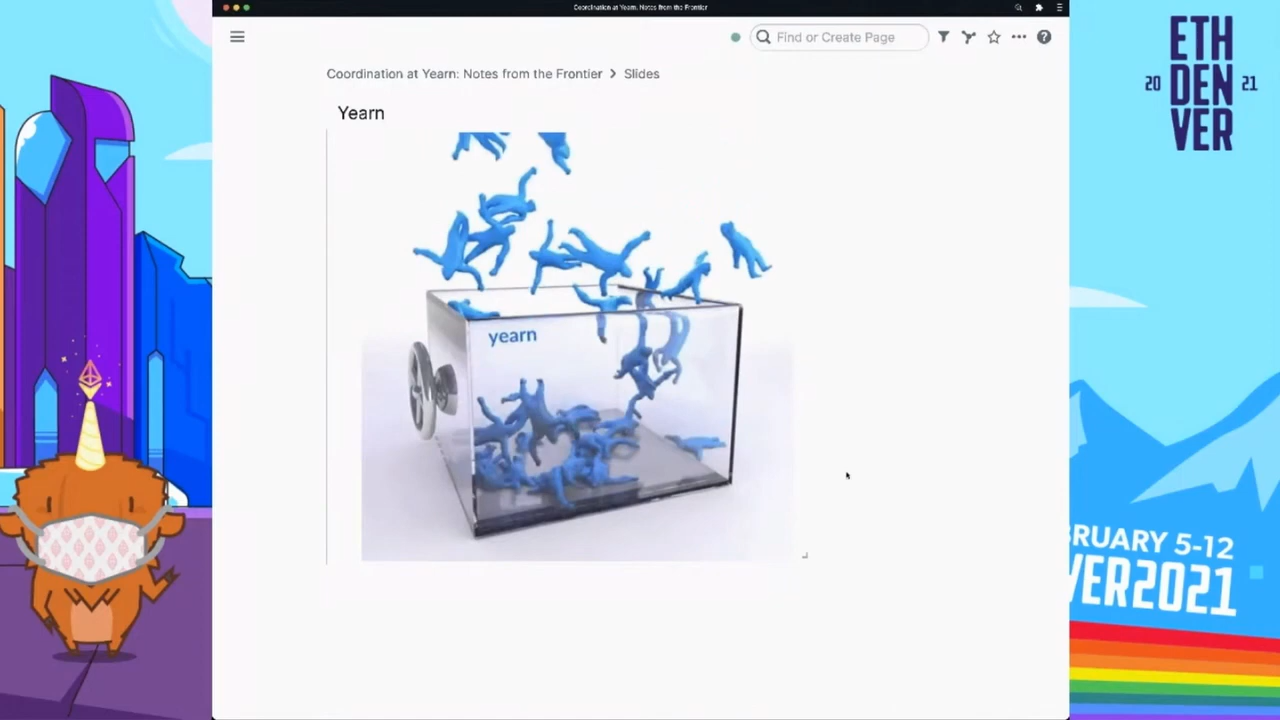 Coordination at Yearn: Notes from the Frontier
Find or Create Page
Coordination at Yearn: Notes from the Frontier > Slides
Yearn
yearn
ETH
20 DEN 21
VER
BRUARY 5-12
VER2021